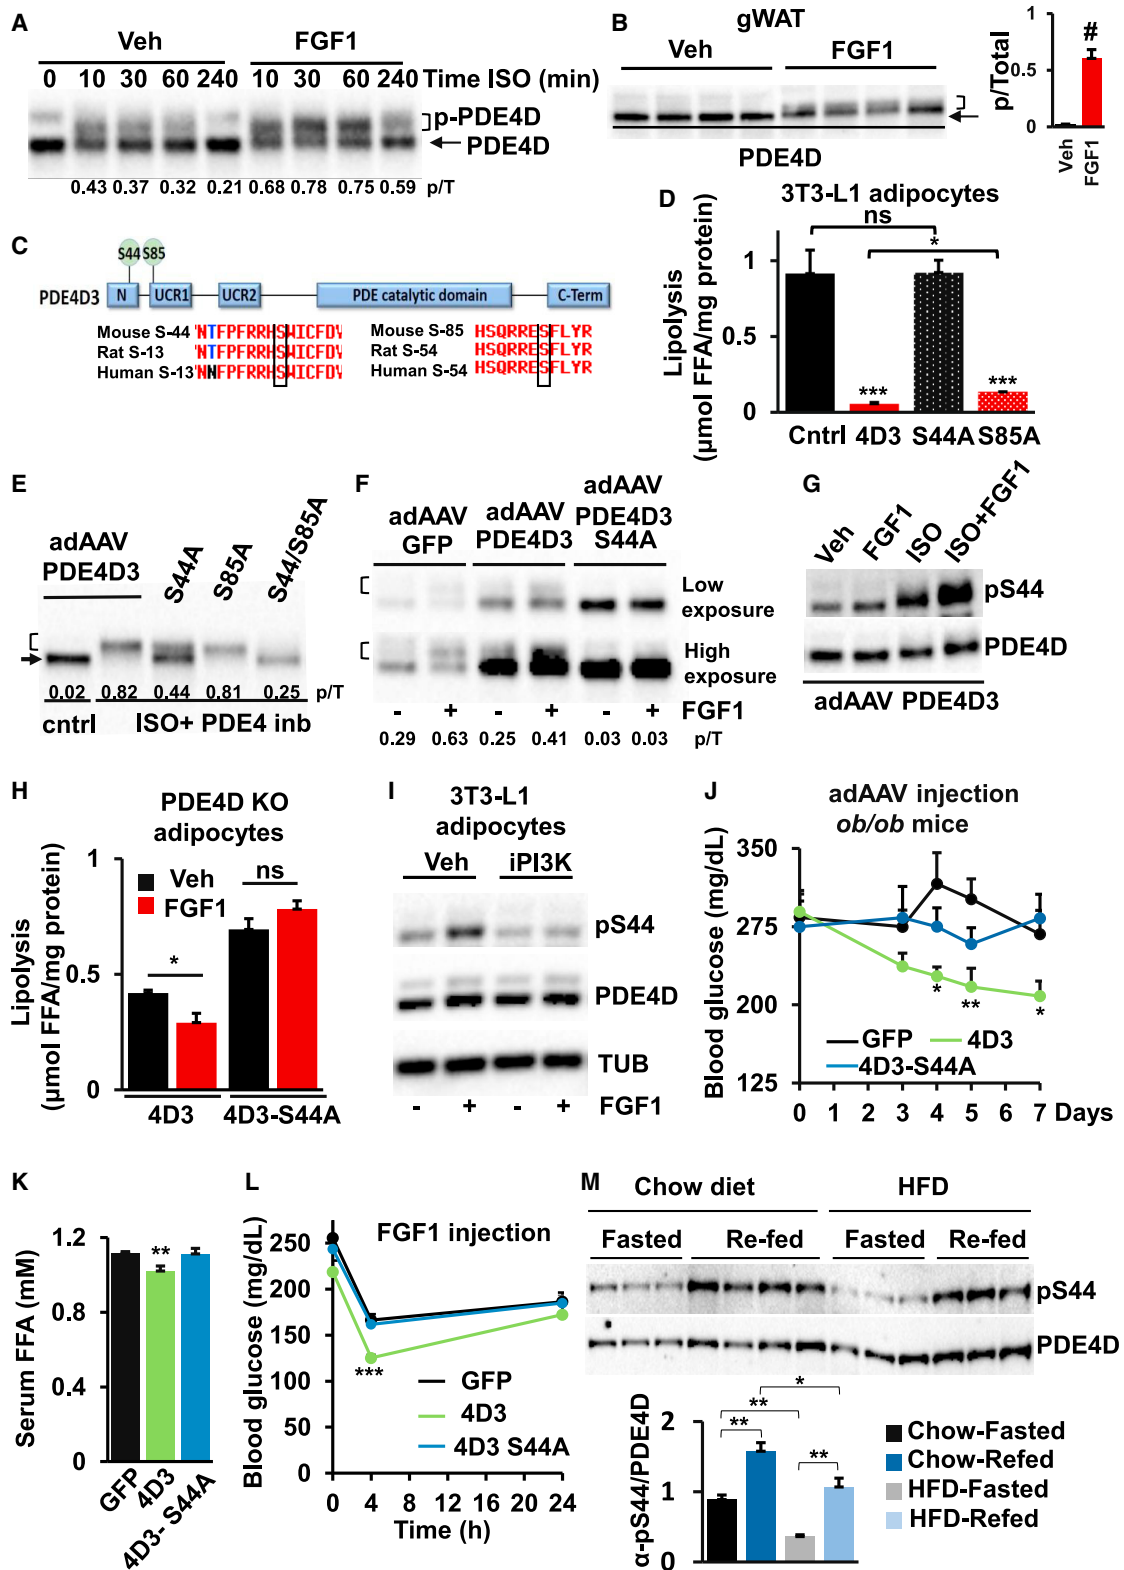 A
Veh
FGF1
0 10 30 60 240 10 30 60 240 Time ISO (min)
p-PDE4D
PDE4D
0.43 0.37 0.32 0.21 0.68 0.78 0.75 0.59 p/T
B
gWAT
Veh
FGF1
PDE4D
p/Total
1
0.5
0
#
Veh
FGF1
C
S44 S85
PDE4D3
N
UCR1
UCR2
PDE catalytic domain
C-Term
Mouse S-44
Rat S-13
Human S-13
NTFPFRRHSWICFDV
NTFPFRRHSWICFDV
NNFPFRRHSWICFDV
Mouse S-85 HSQRRESFLYR
Rat S-54 HSQRRESFLYR
Human S-54 HSQRRESFLYR
D
3T3-L1 adipocytes
ns
*
Lipolysis
(µmol FFA/mg protein)
1
0.5
0
***
***
Cntrl 4D3 S44A S85A
E
adAAV
PDE4D3
S44A
S85A
S44/S85A
0.02 0.82 0.44 0.81 0.25 p/T
cntrl ISO+ PDE4 inb
F
adAAV
GFP
adAAV
PDE4D3
adAAV
PDE4D3
S44A
Low
exposure
High
exposure
- + - + - + FGF1
0.29 0.63 0.25 0.41 0.03 0.03 p/T
G
Veh
FGF1
ISO
ISO+FGF1
pS44
PDE4D
adAAV PDE4D3
H
PDE4D KO
adipocytes
Lipolysis
(µmol FFA/mg protein)
1
0.5
0
Veh
FGF1
*
ns
4D3 4D3-S44A
I
3T3-L1
adipocytes
Veh iPI3K
pS44
PDE4D
TUB
- + - + FGF1
J
adAAV injection
ob/ob mice
Blood glucose (mg/dL)
350
275
200
125
*
**
*
GFP 4D3
4D3-S44A
0 1 2 3 4 5 6 7 Days
K
Serum FFA (mM)
1.2
0.8
0.4
0
**
GFP
4D3
4D3- S44A
L
FGF1 injection
Blood glucose (mg/dL)
250
200
150
100
50
0
***
GFP
4D3
4D3 S44A
0 4 8 12 16 20 24
Time (h)
M
Chow diet HFD
Fasted Re-fed Fasted Re-fed
pS44
PDE4D
α-pS44/PDE4D
2
1
0
**
**
*
**
Chow-Fasted
Chow-Refed
HFD-Fasted
HFD-Refed